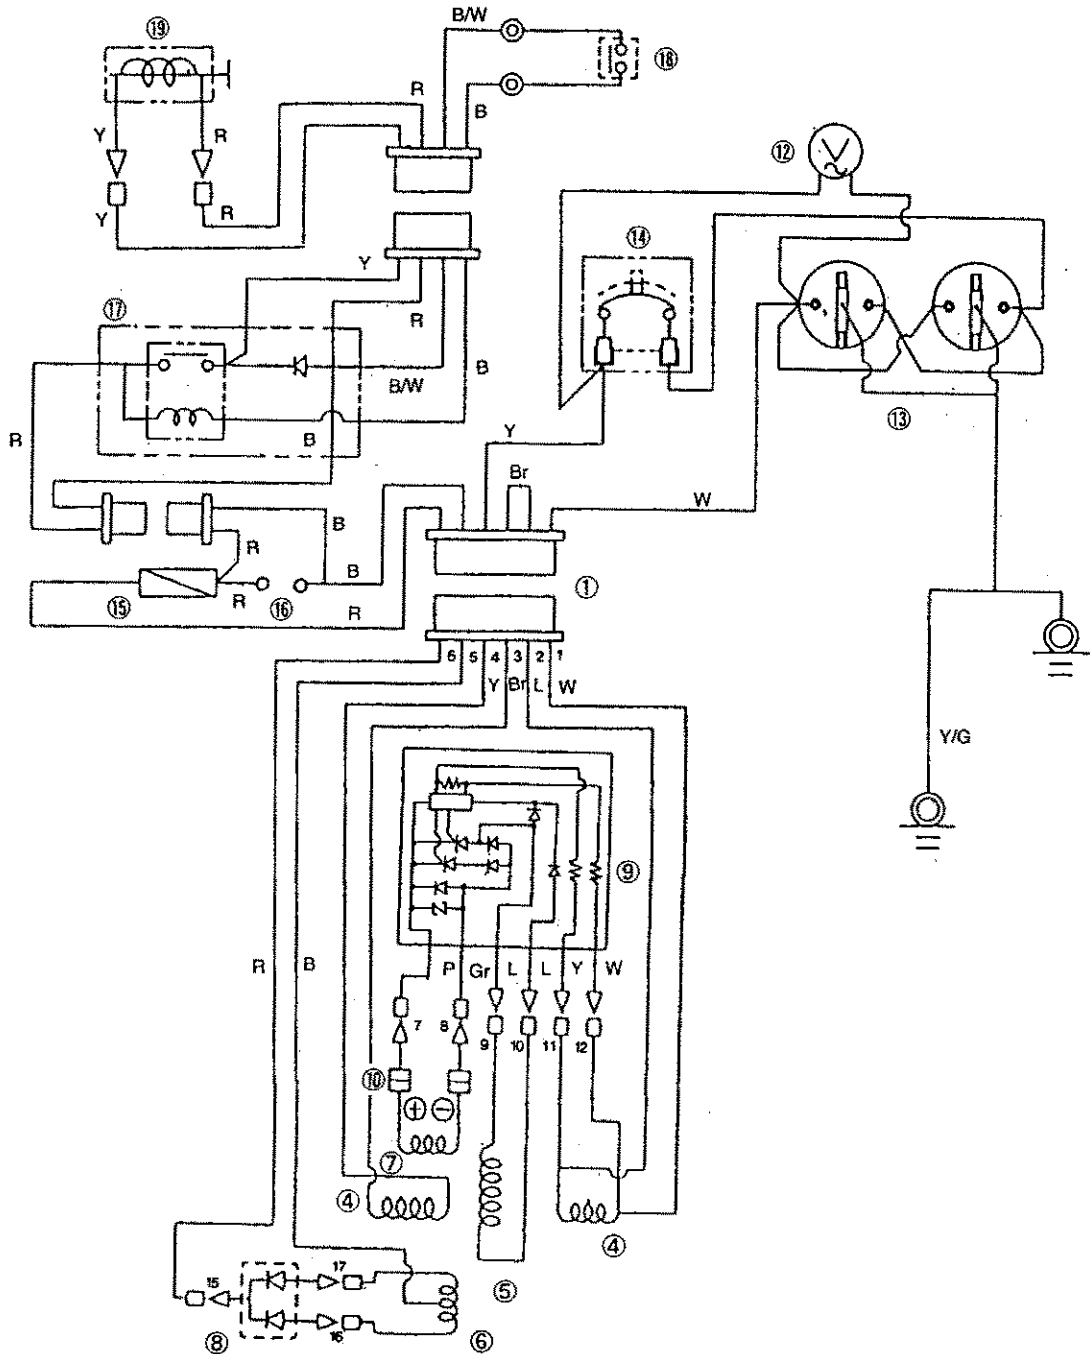 B/W
⑲
⑱
R
B
Y
R
⑫
V
R
Y
⑭
Y
⑰
R
B
B/W
R
B
Y
⑬
Br
W
B
R
B
R
⑮
⑯
R
①
6 5 4 3 2 1
Y Br L W
Y/G
⑨
R B P Gr L L Y W
7 8 9 10 11 12
⑩
+ −
⑦
④
④
⑤
17
15
16
⑧
⑥